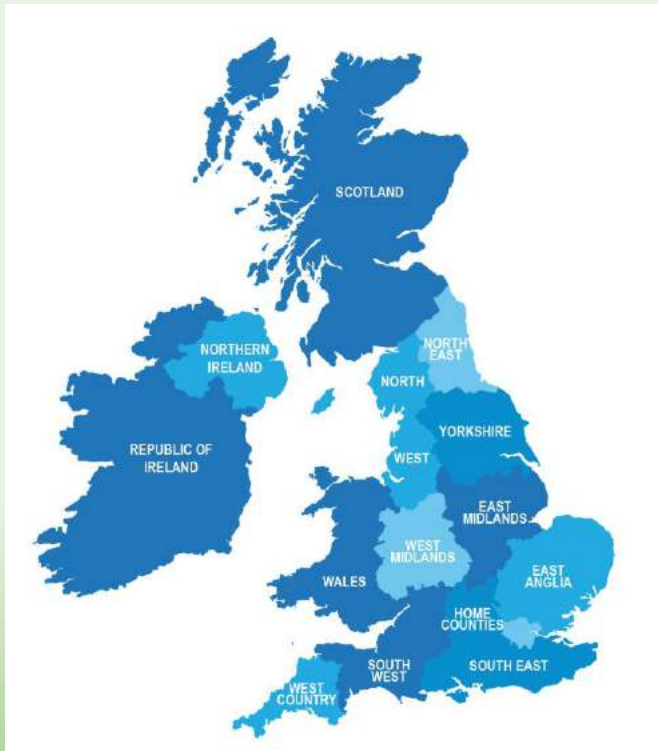 SCOTLAND
NORTH
EAST
NORTHERN
IRELAND
NORTH
WEST
YORKSHIRE
REPUBLIC OF
IRELAND
EAST
MIDLANDS
WEST
MIDLANDS
WALES
EAST
ANGLIA
HOME
COUNTIES
SOUTH
WEST
SOUTH EAST
WEST
COUNTRY